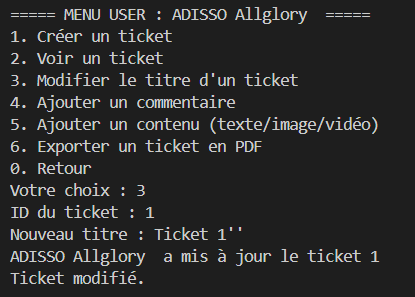 ===== MENU USER : ADISSO Allglory  =====
1. Créer un ticket
2. Voir un ticket
3. Modifier le titre d'un ticket
4. Ajouter un commentaire
5. Ajouter un contenu (texte/image/vidéo)
6. Exporter un ticket en PDF
0. Retour
Votre choix : 3
ID du ticket : 1
Nouveau titre : Ticket 1''
ADISSO Allglory  a mis à jour le ticket 1
Ticket modifié.